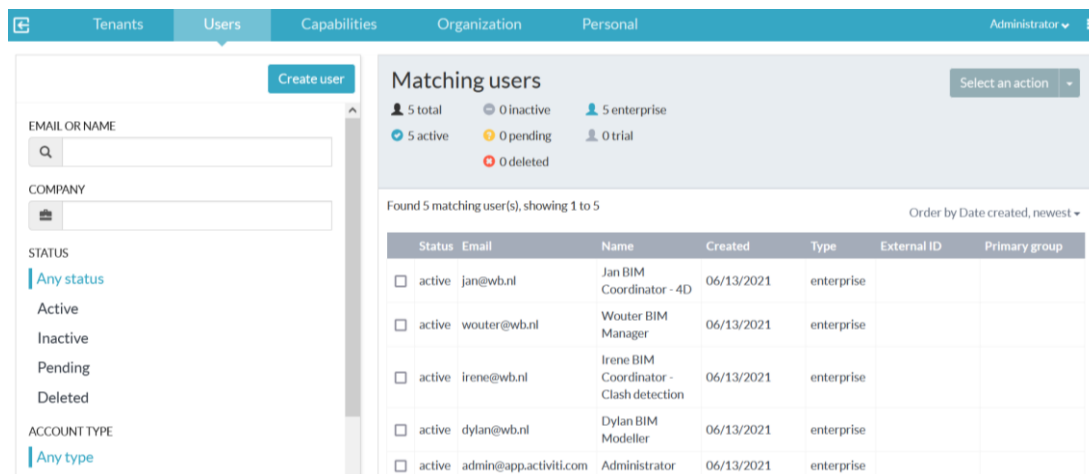 Tenants Users Capabilities Organization Personal Administrator
Create user
EMAIL OR NAME
COMPANY
STATUS
Any status
Active
Inactive
Pending
Deleted
ACCOUNT TYPE
Any type
Matching users
Select an action
5 total 0 inactive 5 enterprise
5 active 0 pending 0 trial
0 deleted
Found 5 matching user(s), showing 1 to 5
Order by Date created, newest
Status Email Name Created Type External ID Primary group
active jan@wb.nl Jan BIM Coordinator - 4D 06/13/2021 enterprise
active wouter@wb.nl Wouter BIM Manager 06/13/2021 enterprise
active irene@wb.nl Irene BIM Coordinator - Clash detection 06/13/2021 enterprise
active dylan@wb.nl Dylan BIM Modeller 06/13/2021 enterprise
active admin@app.activiti.com Administrator 06/13/2021 enterprise